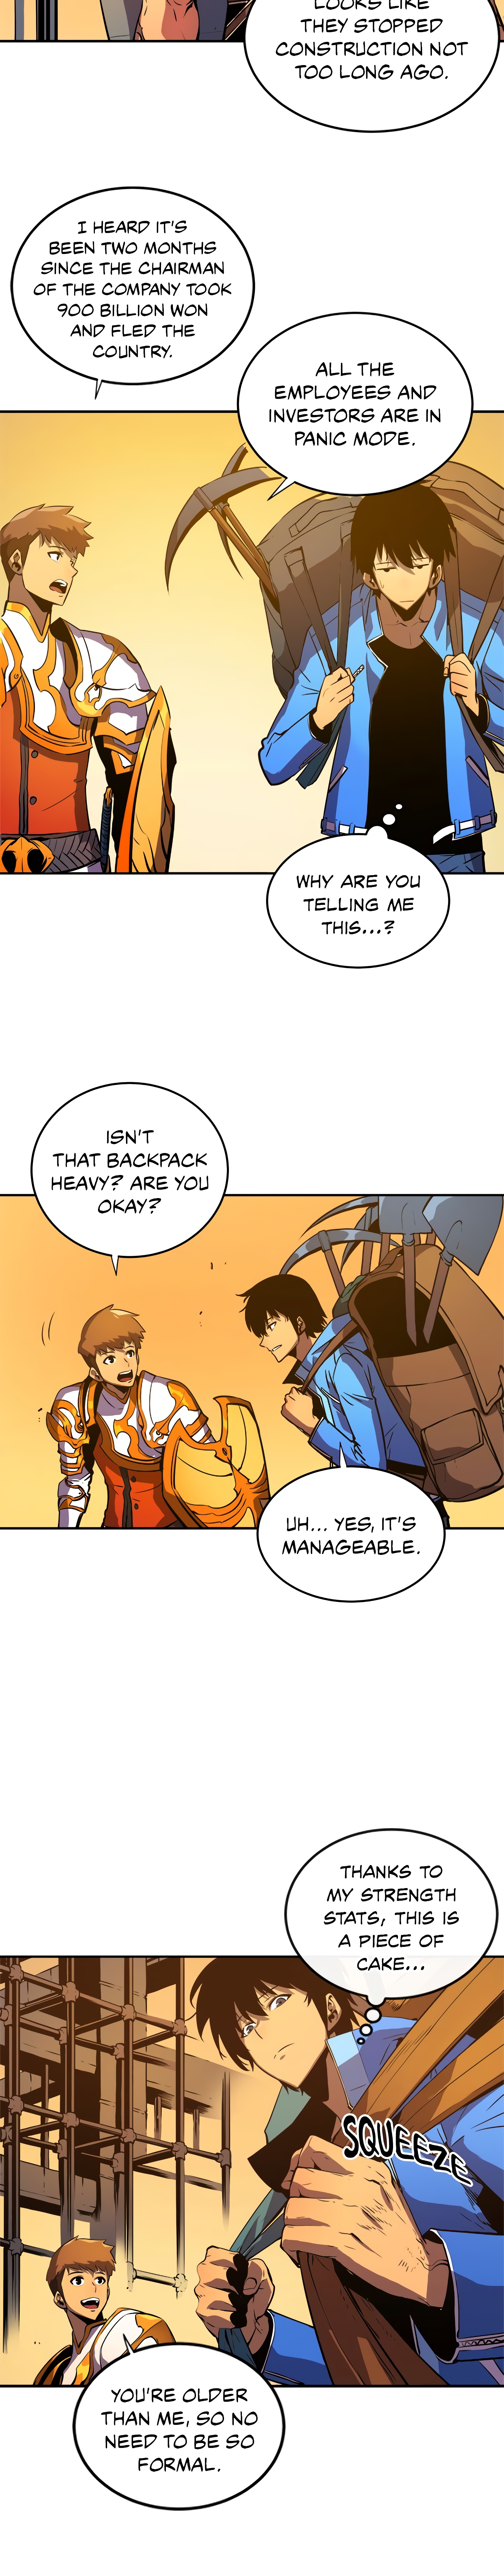 LOOKS LIKE
THEY STOPPED
CONSTRUCTION NOT
TOO LONG AGO.
I HEARD IT'S
BEEN TWO MONTHS
SINCE THE CHAIRMAN
OF THE COMPANY TOOK
900 BILLION WON
AND FLED THE
COUNTRY.
ALL THE
EMPLOYEES AND
INVESTORS ARE IN
PANIC MODE.
WHY ARE YOU
TELLING ME
THIS...?
ISN'T
THAT BACKPACK
HEAVY? ARE YOU
OKAY?
UH... YES, IT'S
MANAGEABLE.
THANKS TO
MY STRENGTH
STATS, THIS IS
A PIECE OF
CAKE...
SQUEEZE
YOU'RE OLDER
THAN ME, SO NO
NEED TO BE SO
FORMAL.